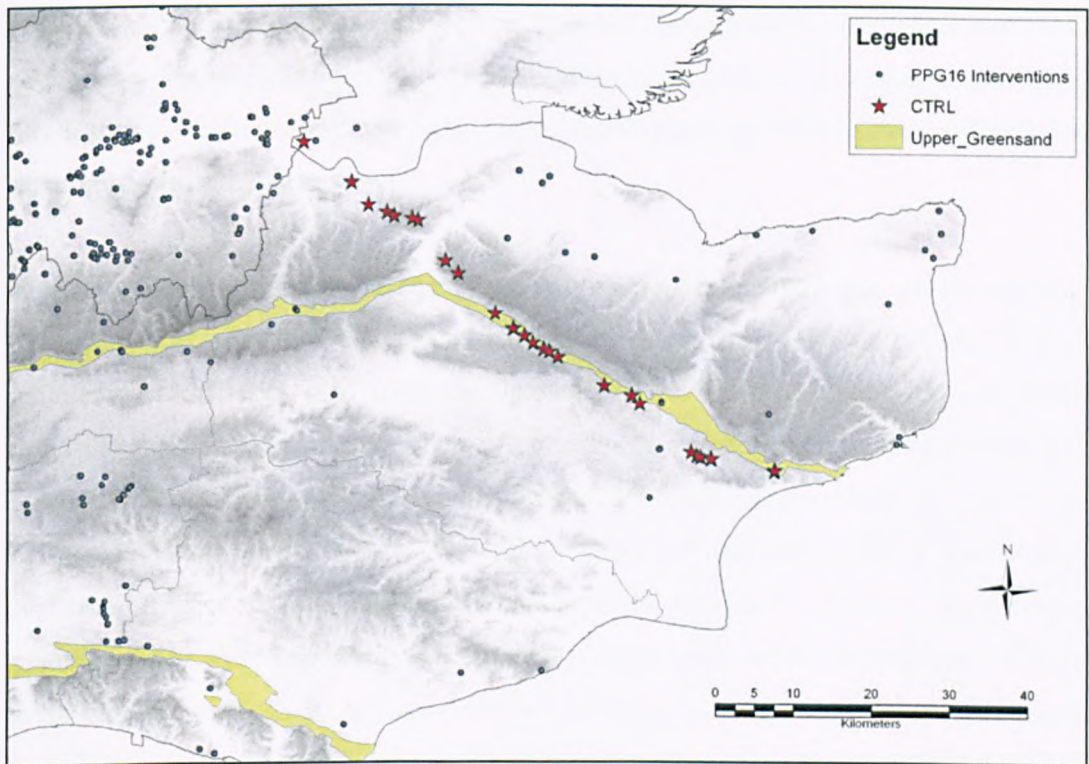 Legend
PPG16 Interventions
CTRL
Upper_Greensand
N
0 5 10 20 30 40
Kilometers